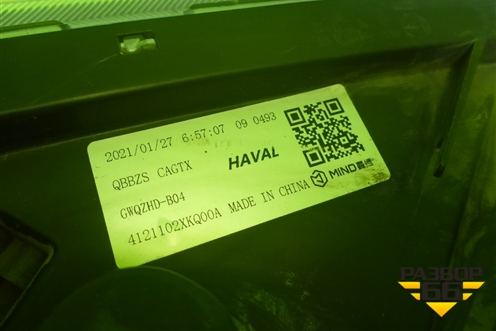 2021/01/27 6:57:07 09 0493
QBBZS CAGTX
HAVAL
GWQZHD-B04
MIND
4121102XKQ00A MADE IN CHINA
РАЗБОР
66